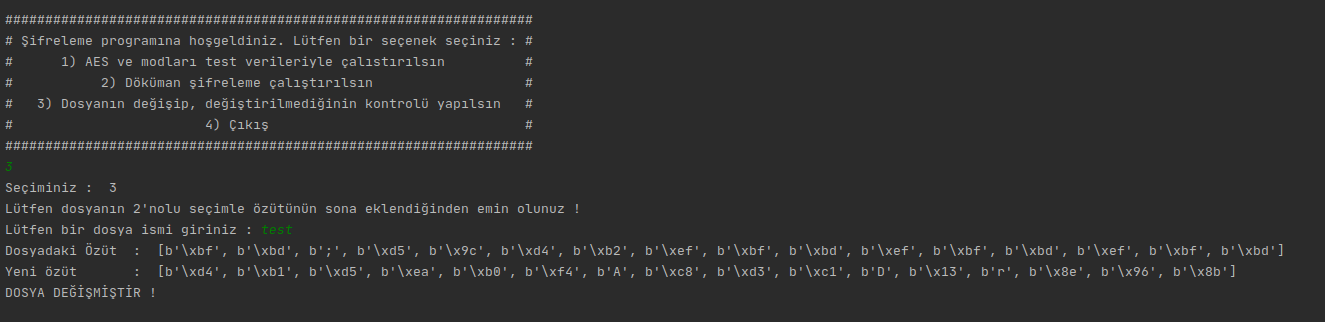 ##################################################################
# Şifreleme programına hoşgeldiniz. Lütfen bir seçenek seçiniz : #
#      1) AES ve modları test verileriyle çalıstırılsın          #
#           2) Döküman şifreleme çalıştırılsın                   #
#   3) Dosyanın değişip, değiştirilmediğinin kontrolü yapılsın   #
#                        4) Çıkış                                #
##################################################################
3
Seçiminiz :  3
Lütfen dosyanın 2'nolu seçimle özütünün sona eklendiğinden emin olunuz !
Lütfen bir dosya ismi giriniz : test
Dosyadaki Özüt  :  [b'\xbf', b'\xbd', b';', b'\xd5', b'\x9c', b'\xd4', b'\xb2', b'\xef', b'\xbf', b'\xbd', b'\xef', b'\xbf', b'\xbd', b'\xef', b'\xbf', b'\xbd']
Yeni özüt       :  [b'\xd4', b'\xb1', b'\xd5', b'\xea', b'\xb0', b'\xf4', b'A', b'\xc8', b'\xd3', b'\xc1', b'D', b'\x13', b'r', b'\x8e', b'\x96', b'\x8b']
DOSYA DEĞİŞMİŞTİR !